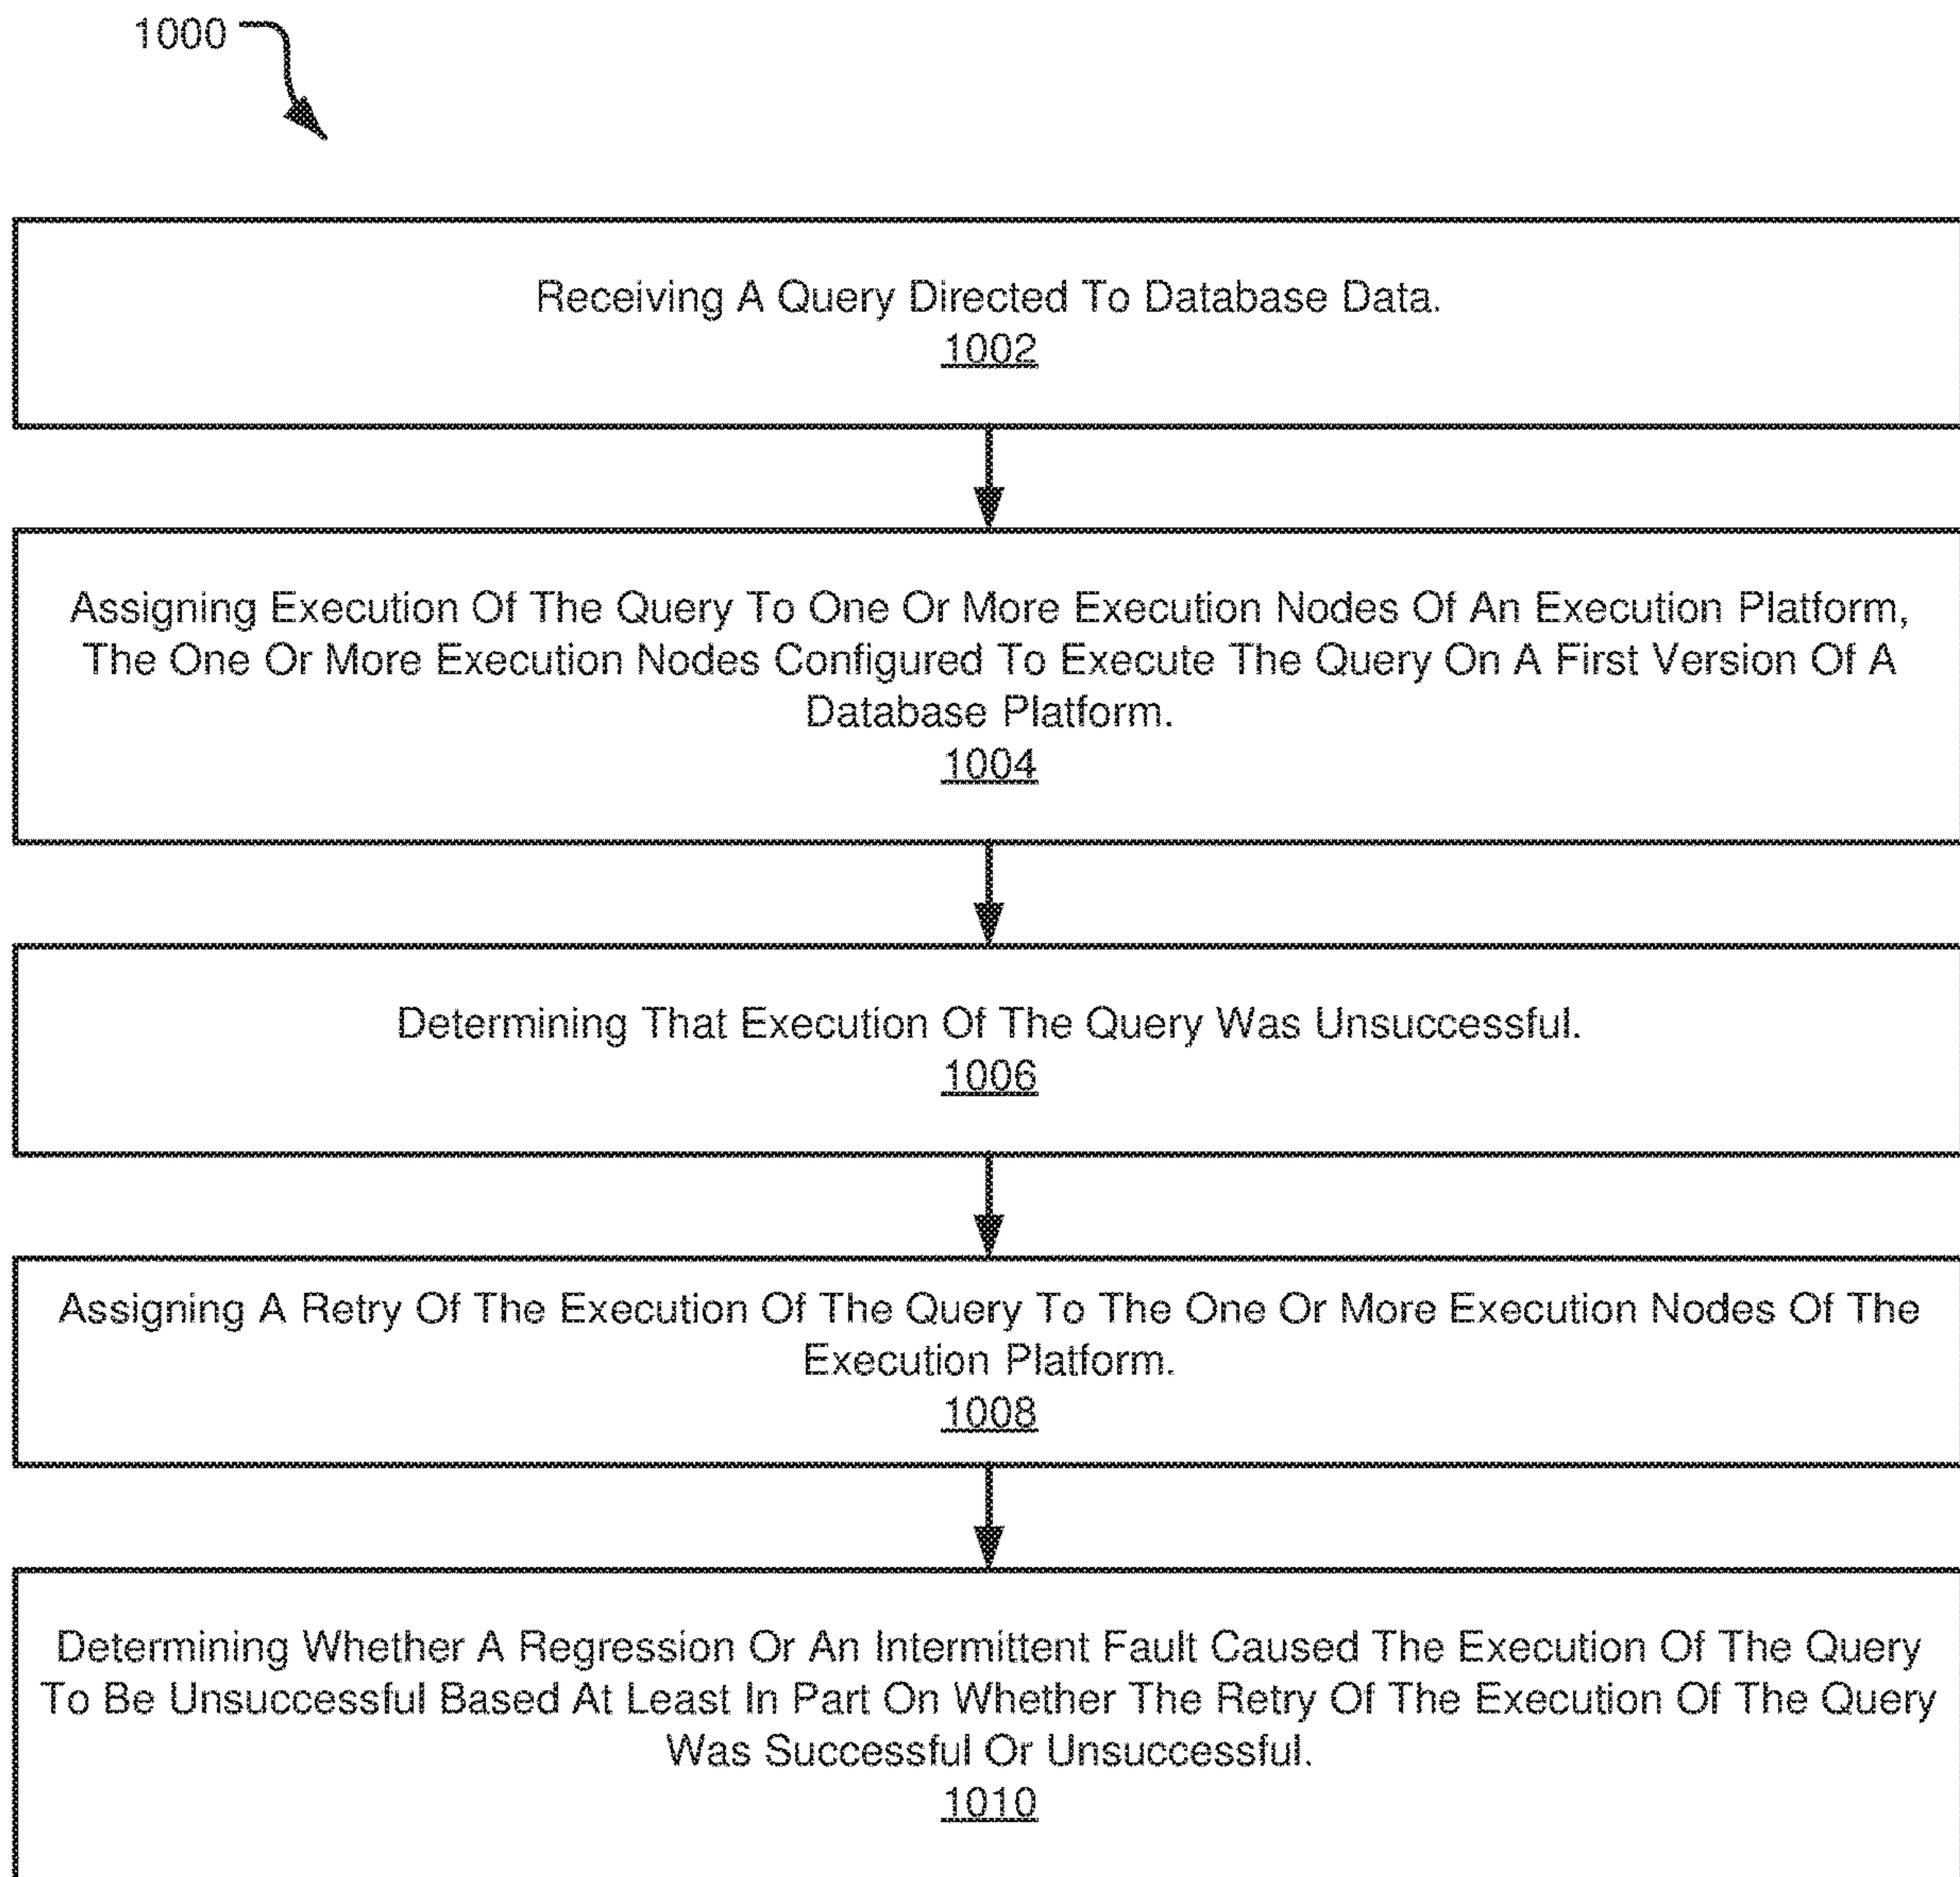 1000
Receiving A Query Directed To Database Data.
1002
Assigning Execution Of The Query To One Or More Execution Nodes Of An Execution Platform,
The One Or More Execution Nodes Configured To Execute The Query On A First Version Of A
Database Platform.
1004
Determining That Execution Of The Query Was Unsuccessful.
1006
Assigning A Retry Of The Execution Of The Query To The One Or More Execution Nodes Of The
Execution Platform.
1008
Determining Whether A Regression Or An Intermittent Fault Caused The Execution Of The Query
To Be Unsuccessful Based At Least In Part On Whether The Retry Of The Execution Of The Query
Was Successful Or Unsuccessful.
1010